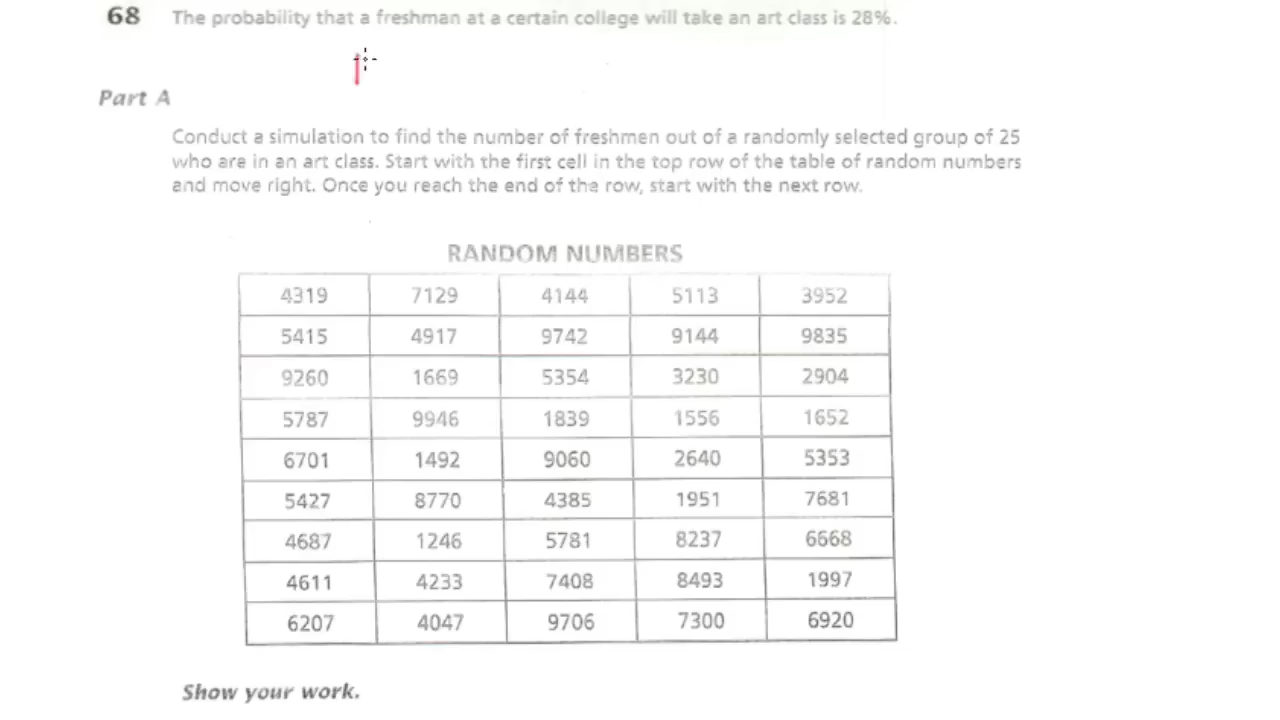 68 The probability that a freshman at a certain college will take an art class is 28%.
Part A
Conduct a simulation to find the number of freshmen out of a randomly selected group of 25
who are in an art class. Start with the first cell in the top row of the table of random numbers
and move right. Once you reach the end of the row, start with the next row.
RANDOM NUMBERS
4319 7129 4144 5113 3952
5415 4917 9742 9144 9835
9260 1669 5354 3230 2904
5787 9946 1839 1556 1652
6701 1492 9060 2640 5353
5427 8770 4385 1951 7681
4687 1246 5781 8237 6668
4611 4233 7408 8493 1997
6207 4047 9706 7300 6920
Show your work.